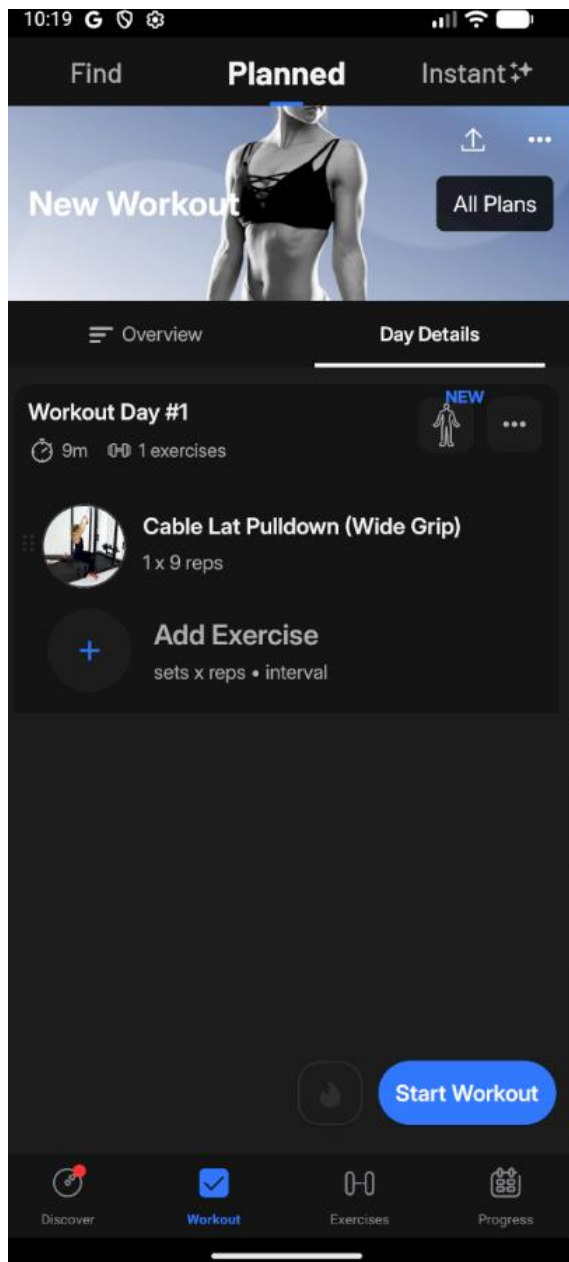 10:19 G
Find
Planned
Instant
New Workout
All Plans
Overview
Day Details
NEW
Workout Day #1
9m 1 exercises
Cable Lat Pulldown (Wide Grip)
1 x 9 reps
+
Add Exercise
sets x reps • interval
Start Workout
Discover
Workout
Exercises
Progress